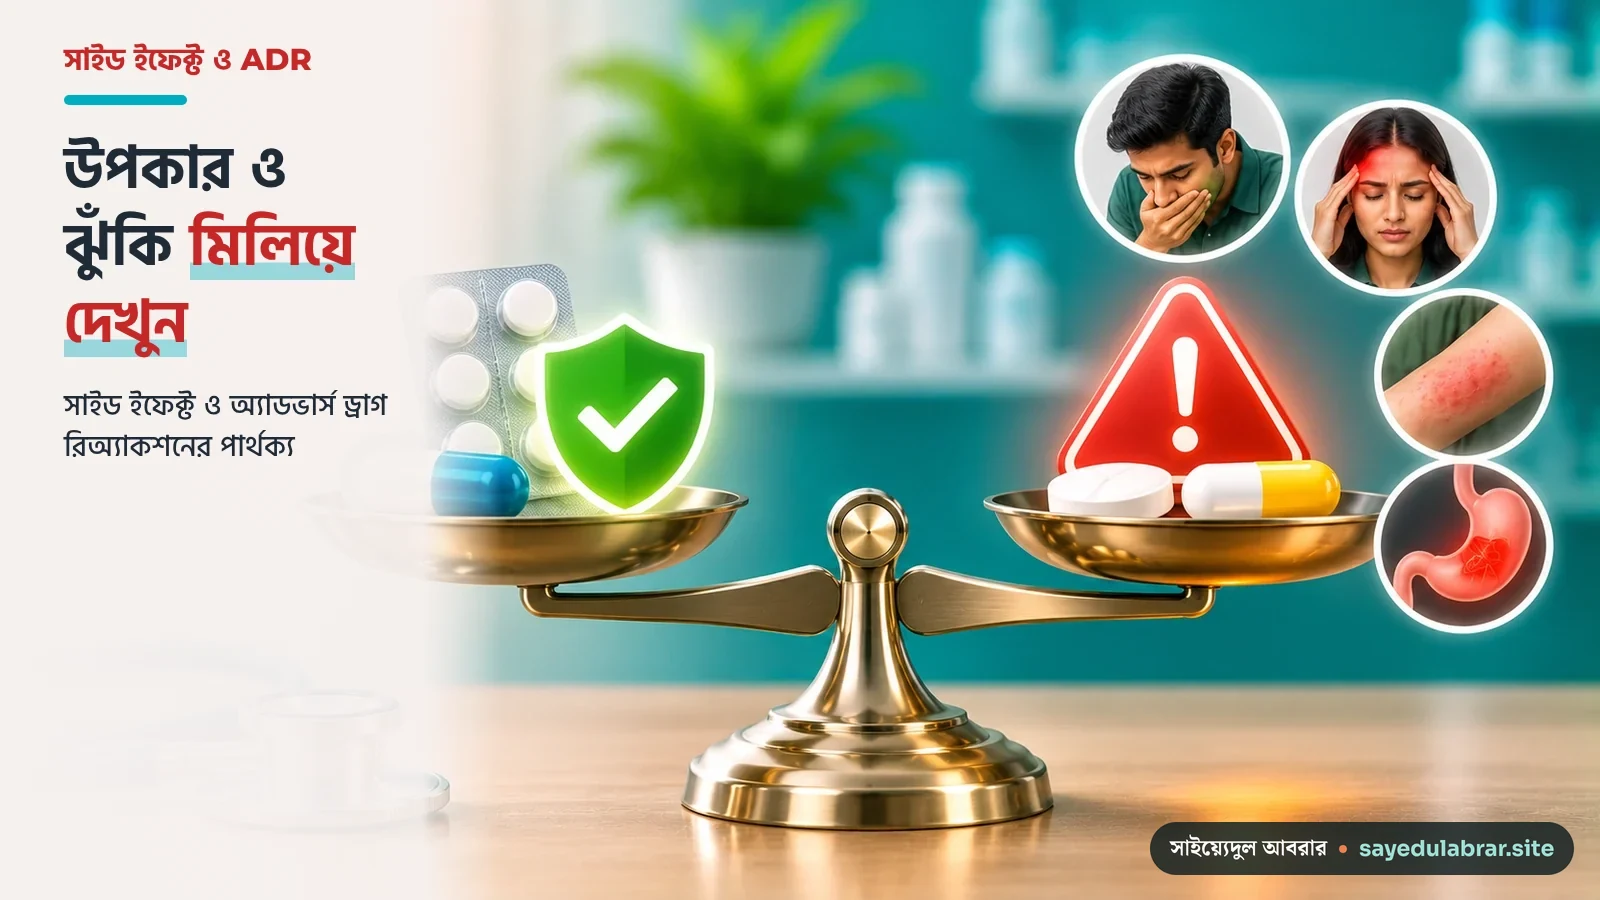 সাইড ইফেক্ট ও ADR
উপকার ও
ঝুঁকি মিলিয়ে
দেখুন
সাইড ইফেক্ট ও অ্যাডভার্স ড্রাগ
রিঅ্যাকশনের পার্থক্য
সাইয়্যেদুল আবরার • sayedulabrar.site